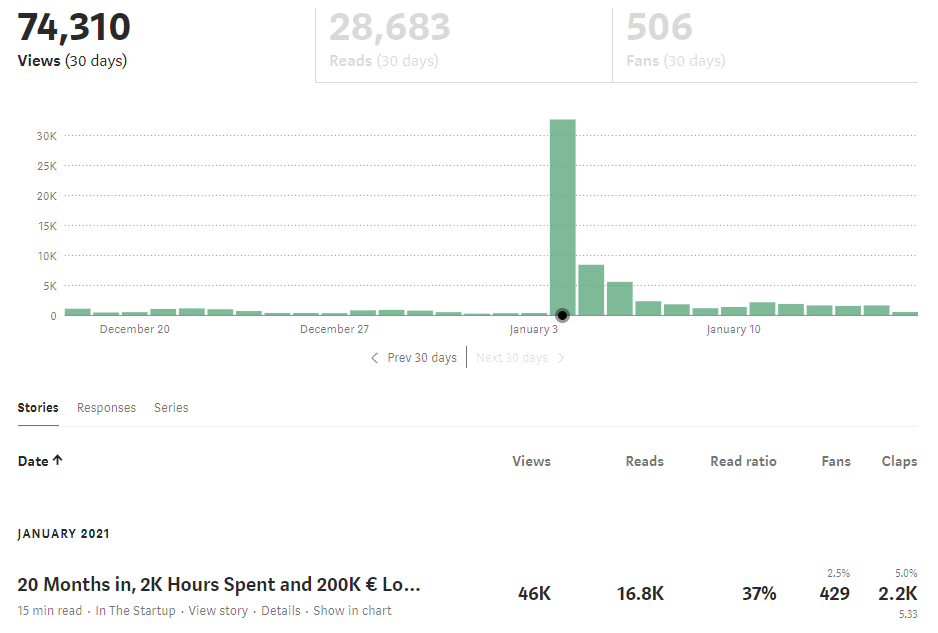 74,310 28,683 506
Views (30 days) Reads (30 days) Fans (30 days)
30K
25K
20K
15K
10K
5K
0
December 20 December 27 January 3 January 10
Prev 30 days Next 30 days
Stories Responses Series
Date Views Reads Read ratio Fans Claps
JANUARY 2021
2.5% 5.0%
20 Months in, 2K Hours Spent and 200K € Lo... 46K 16.8K 37% 429 2.2K
15 min read · In The Startup · View story · Details · Show in chart 5.33